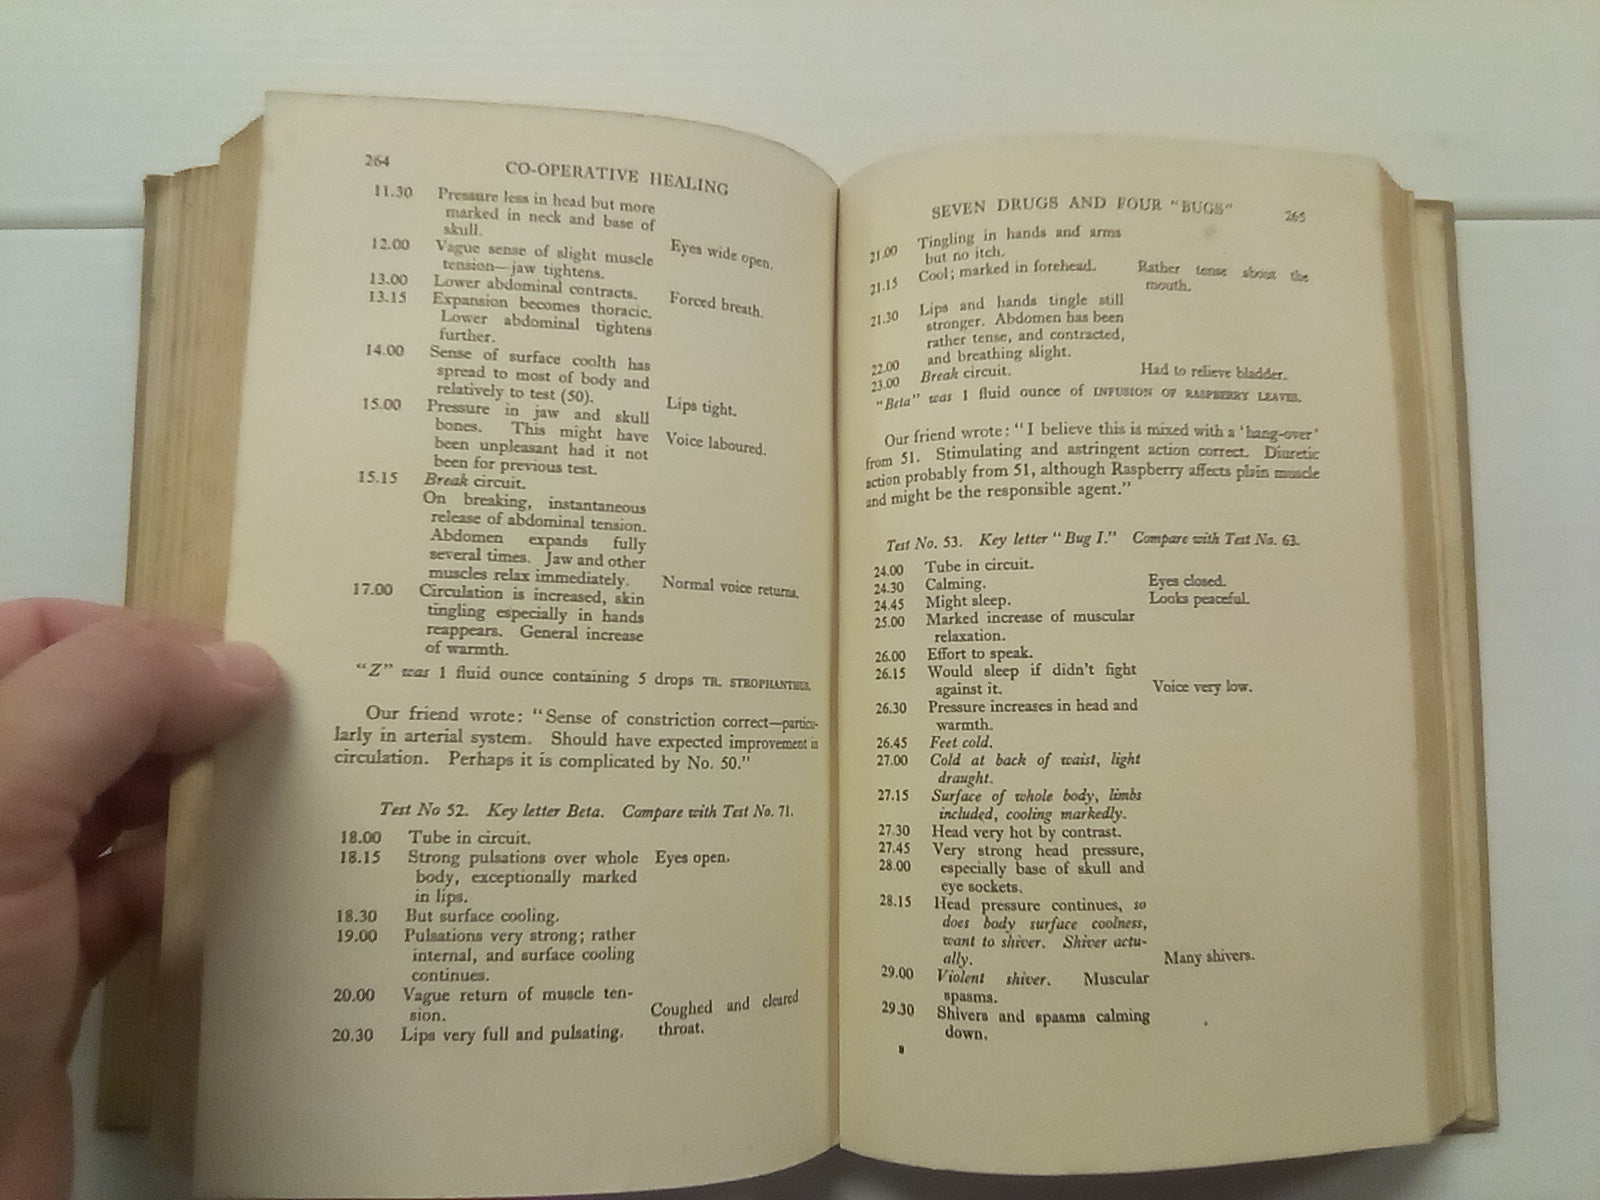 264
CO-OPERATIVE HEALING
11.30 Pressure less in head but more
marked in neck and base of
skull.
Eyes wide open.
12.00 Vague sense of slight muscle
tension—jaw tightens.
13.00 Lower abdominal contracts.
Forced breath.
13.15 Expansion becomes thoracic.
Lower abdominal tightens
further.
14.00 Sense of surface coolth has
spread to most of body and
relatively to test (50).
Lips tight.
15.00 Pressure in jaw and skull
bones. This might have
Voice laboured.
been unpleasant had it not
been for previous test.
15.15 Break circuit.
On breaking, instantaneous
release of abdominal tension.
Abdomen expands fully
several times. Jaw and other
muscles relax immediately.
Normal voice returns.
17.00 Circulation is increased, skin
tingling especially in hands
reappears. General increase
of warmth.
"Z" was 1 fluid ounce containing 5 drops TR. STROPHANTHUS.
Our friend wrote: "Sense of constriction correct—particu-
larly in arterial system. Should have expected improvement in
circulation. Perhaps it is complicated by No. 50."
Test No 52. Key letter Beta. Compare with Test No. 71.
18.00 Tube in circuit.
18.15 Strong pulsations over whole Eyes open.
body, exceptionally marked
in lips.
18.30 But surface cooling.
19.00 Pulsations very strong; rather
internal, and surface cooling
continues.
20.00 Vague return of muscle ten-
sion.
Coughed and cleared
throat.
20.30 Lips very full and pulsating.
SEVEN DRUGS AND FOUR "BUGS"
265
21.00 Tingling in hands and arms
but no itch.
21.15 Cool; marked in forehead. Rather tense about the
mouth.
21.30 Lips and hands tingle still
stronger. Abdomen has been
rather tense, and contracted,
and breathing slight.
22.00 Break circuit. Had to relieve bladder.
23.00
"Beta" was 1 fluid ounce of INFUSION OF RASPBERRY LEAVES.
Our friend wrote: "I believe this is mixed with a 'hang-over'
from 51. Stimulating and astringent action correct. Diuretic
action probably from 51, although Raspberry affects plain muscle
and might be the responsible agent."
Test No. 53. Key letter "Bug I." Compare with Test No. 63.
24.00 Tube in circuit.
24.30 Calming. Eyes closed.
24.45 Might sleep. Looks peaceful.
25.00 Marked increase of muscular
relaxation.
26.00 Effort to speak.
26.15 Would sleep if didn't fight
against it. Voice very low.
26.30 Pressure increases in head and
warmth.
26.45 Feet cold.
27.00 Cold at back of waist, light
draught.
27.15 Surface of whole body, limbs
included, cooling markedly.
27.30 Head very hot by contrast.
27.45 Very strong head pressure,
28.00 especially base of skull and
eye sockets.
28.15 Head pressure continues, so
does body surface coolness,
want to shiver. Shiver actu-
ally. Many shivers.
29.00 Violent shiver. Muscular
spasms.
29.30 Shivers and spasms calming
down.